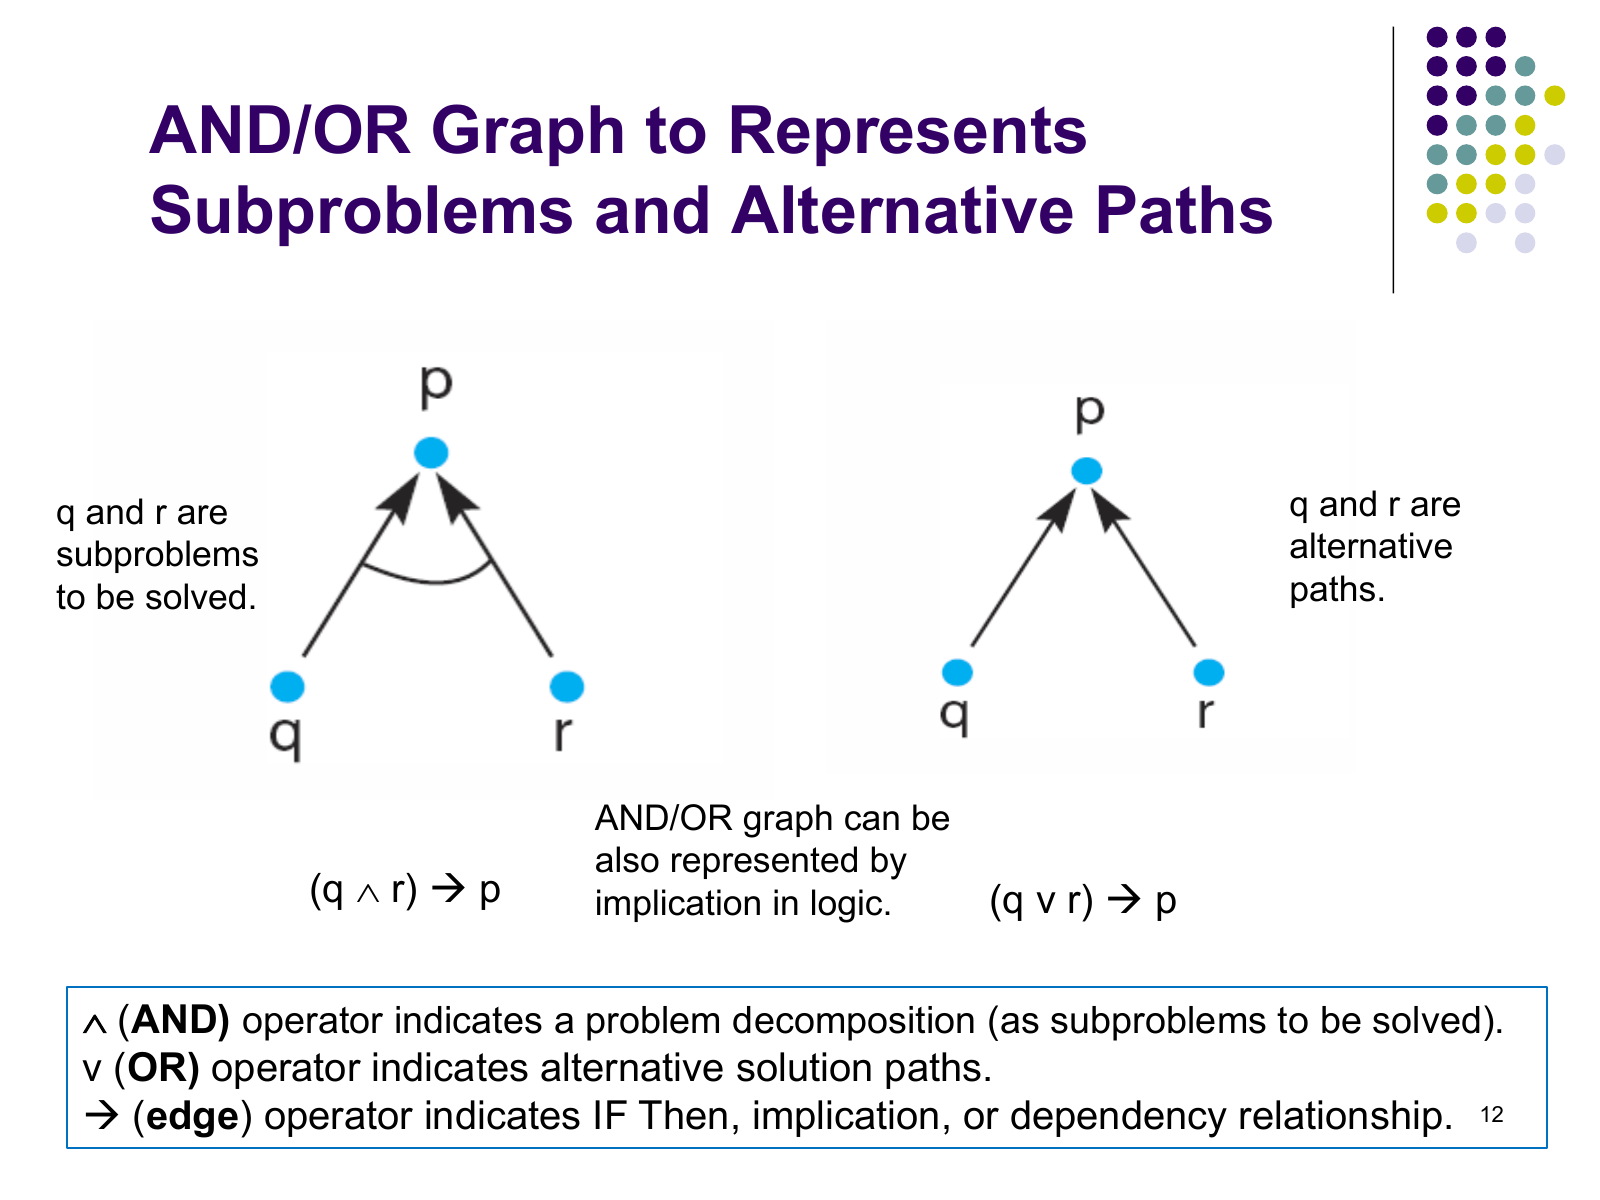 AND/OR Graph to Represents
Subproblems and Alternative Paths
p
q and r are
subproblems
to be solved.
q
r
p
q and r are
alternative
paths.
q
r
(q ∧ r) → p
AND/OR graph can be
also represented by
implication in logic.
(q v r) → p
∧ (AND) operator indicates a problem decomposition (as subproblems to be solved).
v (OR) operator indicates alternative solution paths.
→ (edge) operator indicates IF Then, implication, or dependency relationship.
12